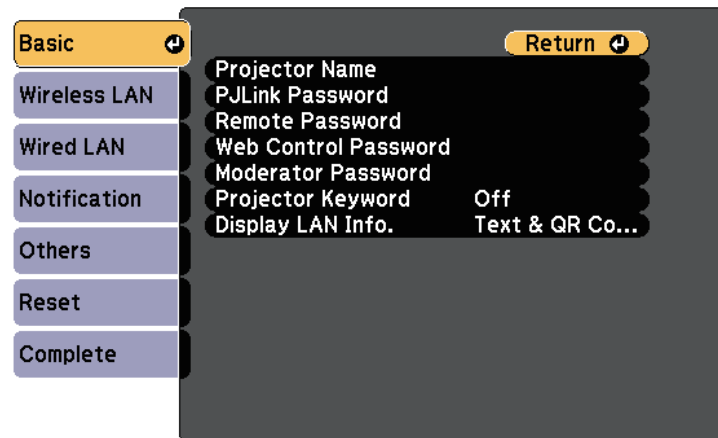 Basic
Wireless LAN
Wired LAN
Notification
Others
Reset
Complete
Return
Projector Name
PJLink Password
Remote Password
Web Control Password
Moderator Password
Projector Keyword Off
Display LAN Info. Text & QR Co...